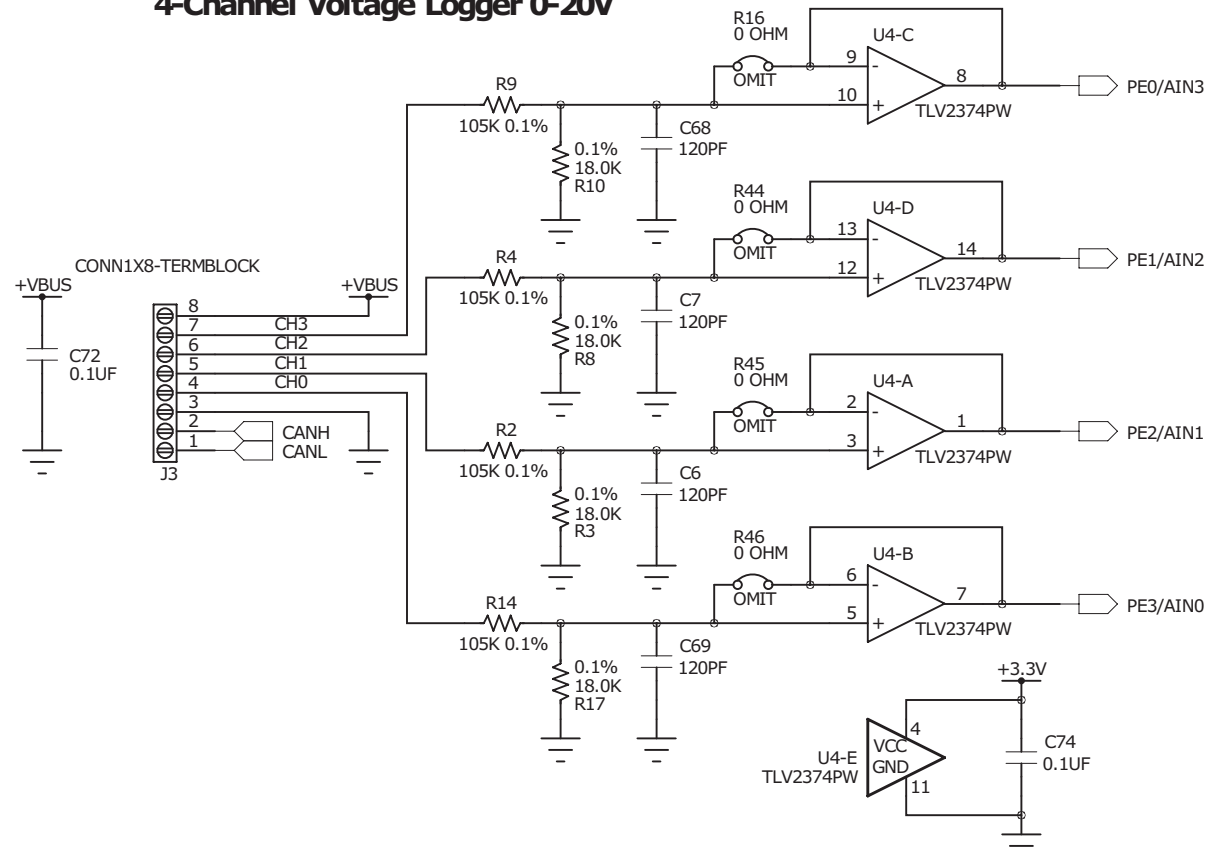 4-Channel Voltage Logger 0-20V
R16
0 OHM
OMIT
U4-C
9
-
8
10
+
TLV2374PW
PE0/AIN3
R9
105K 0.1%
0.1%
18.0K
R10
C68
120PF
R44
0 OHM
OMIT
U4-D
13
-
14
12
+
TLV2374PW
PE1/AIN2
R4
105K 0.1%
0.1%
18.0K
R8
C7
120PF
CONN1X8-TERMBLOCK
+VBUS
+VBUS
C72
0.1UF
8
7
CH3
6
CH2
5
CH1
4
CH0
3
2
CANH
1
CANL
J3
R45
0 OHM
OMIT
U4-A
2
-
1
3
+
TLV2374PW
PE2/AIN1
R2
105K 0.1%
0.1%
18.0K
R3
C6
120PF
R46
0 OHM
OMIT
U4-B
6
-
7
5
+
TLV2374PW
PE3/AIN0
R14
105K 0.1%
0.1%
18.0K
R17
C69
120PF
+3.3V
4
VCC
GND
11
U4-E
TLV2374PW
C74
0.1UF